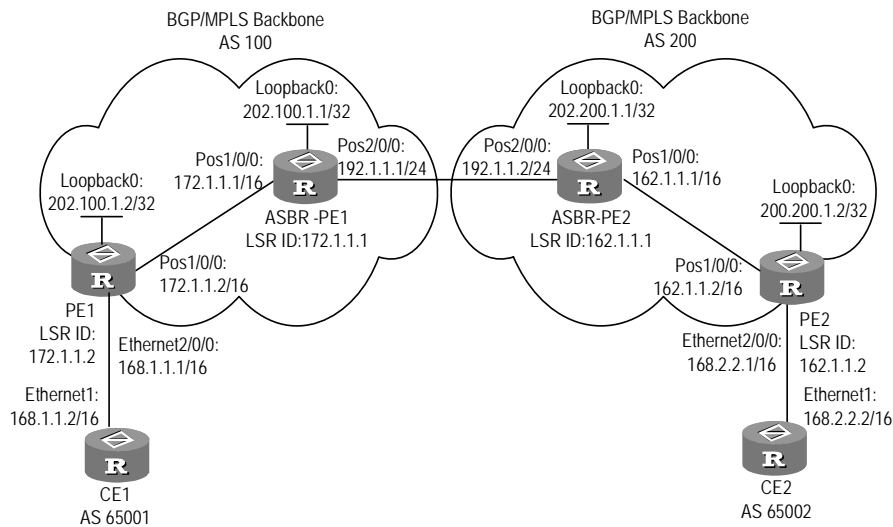 BGP/MPLS Backbone
AS 100
BGP/MPLS Backbone
AS 200
Loopback0:
202.100.1.1/32
Loopback0:
202.200.1.1/32
Pos1/0/0:
172.1.1.1/16
Pos2/0/0:
192.1.1.1/24
Pos2/0/0:
192.1.1.2/24
Pos1/0/0:
162.1.1.1/16
Loopback0:
202.100.1.2/32
Loopback0:
200.200.1.2/32
R
ASBR -PE1
LSR ID:172.1.1.1
R
ASBR-PE2
LSR ID:162.1.1.1
Pos1/0/0:
172.1.1.2/16
Pos1/0/0:
162.1.1.2/16
R
PE1
LSR ID:
172.1.1.2
R
PE2
LSR ID:
162.1.1.2
Ethernet2/0/0:
168.1.1.1/16
Ethernet2/0/0:
168.2.2.1/16
Ethernet1:
168.1.1.2/16
Ethernet1:
168.2.2.2/16
R
CE1
AS 65001
R
CE2
AS 65002